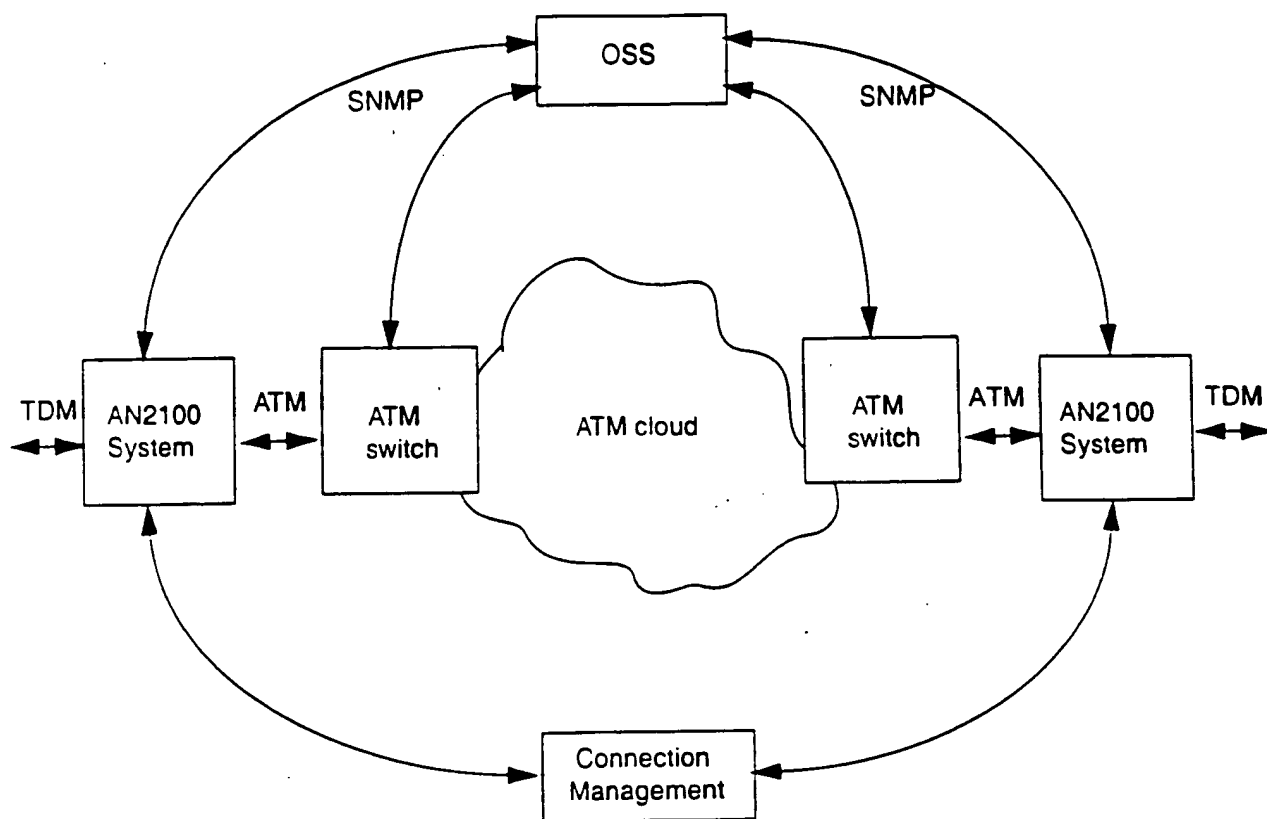 OSS
SNMP
SNMP
TDM
AN2100
System
ATM
ATM
switch
ATM cloud
ATM
switch
ATM
AN2100
System
TDM
Connection
Management